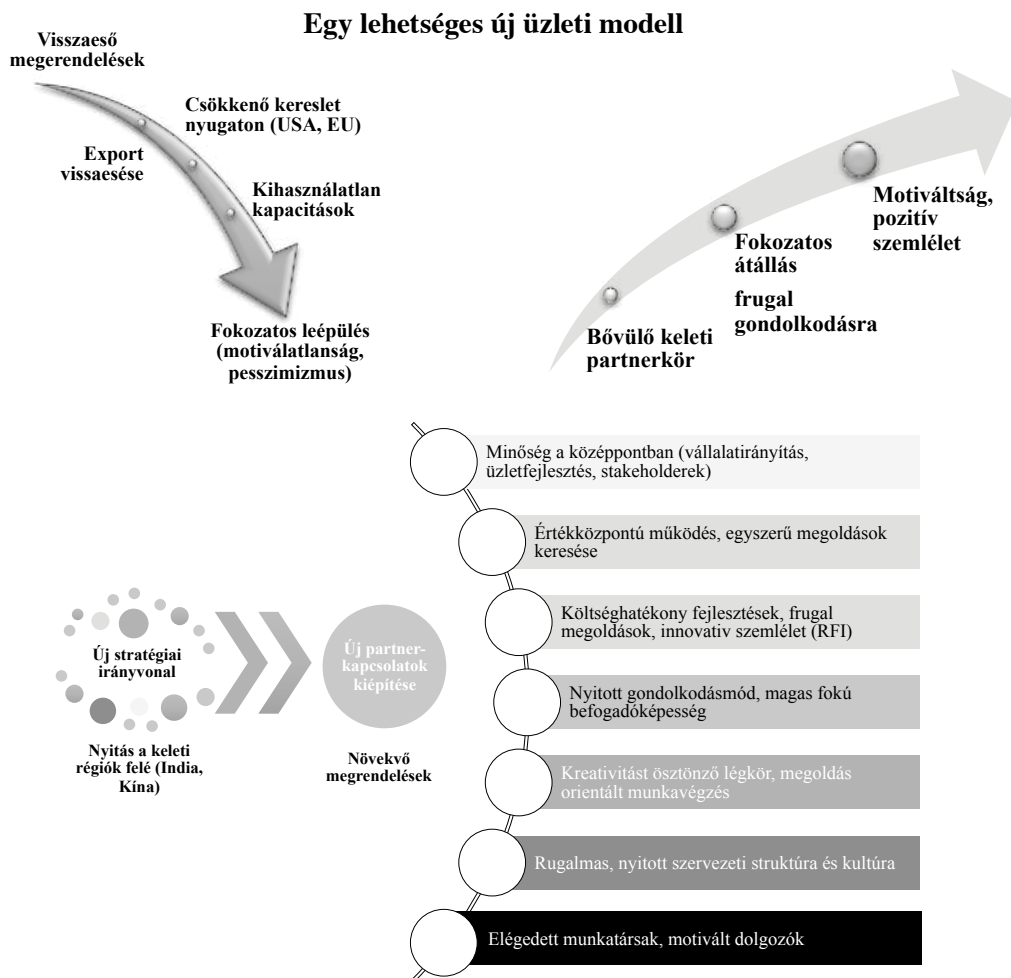 Egy lehetséges új üzleti modell
Visszaeső
megerendelések
Csökkenő kereslet
nyugaton (USA, EU)
Export
vissaesése
Kihasználatlan
kapacitások
Fokozatos leépülés
(motiválatlanság,
pesszimizmus)
Motiváltság,
pozitív
szemlélet
Fokozatos
átállás
frugal
gondolkodásra
Bővülő keleti
partnerkör
Minőség a középpontban (vállalatirányítás,
üzletfejlesztés, stakeholderek)
Értékközpontú működés, egyszerű megoldások
keresése
Költséghatékony fejlesztések, frugal
megoldások, innovativ szemlélet (RFI)
Nyitott gondolkodásmód, magas fokú
befogadóképesség
Kreativitást ösztönző légkör, megoldás
orientált munkavégzés
Rugalmas, nyitott szervezeti struktúra és kultúra
Elégedett munkatársak, motivált dolgozók
Új stratégiai
irányvonal
Nyitás a keleti
régiók felé (India,
Kína)
Új partner-
kapcsolatok
kiépítése
Növekvő
megrendelések